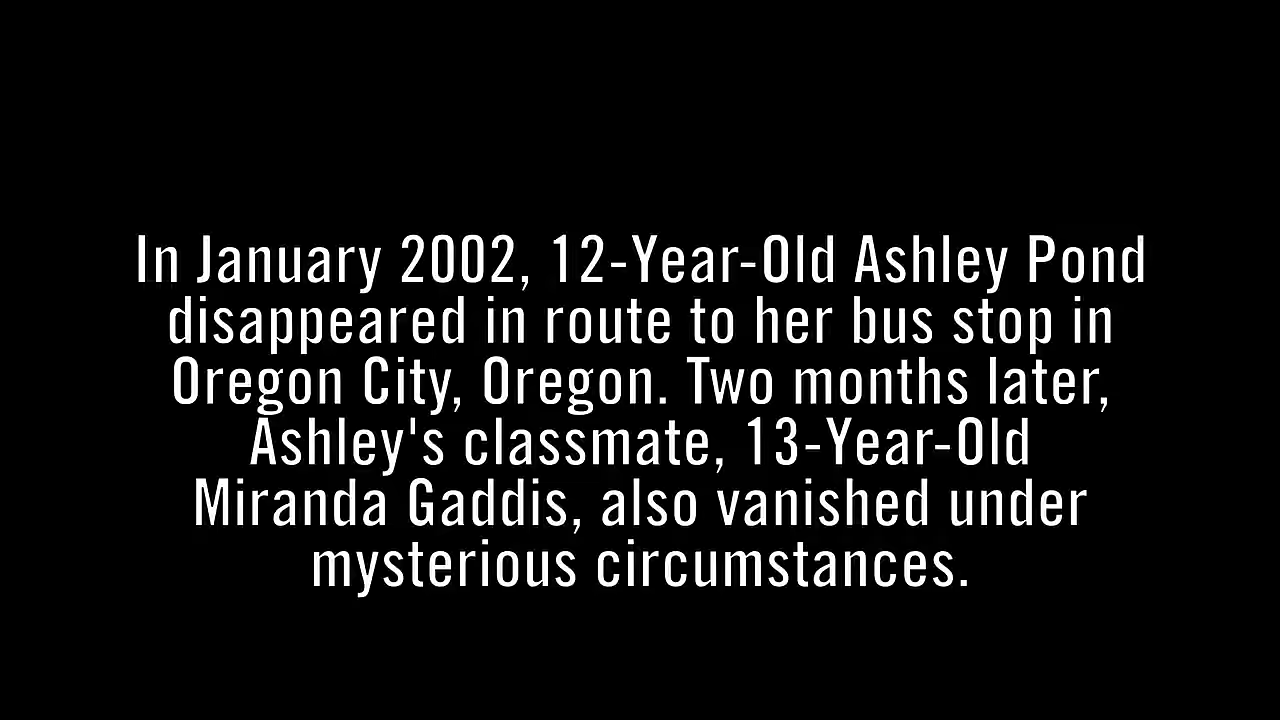 In January 2002, 12-Year-Old Ashley Pond
disappeared in route to her bus stop in
Oregon City, Oregon. Two months later,
Ashley's classmate, 13-Year-Old
Miranda Gaddis, also vanished under
mysterious circumstances.